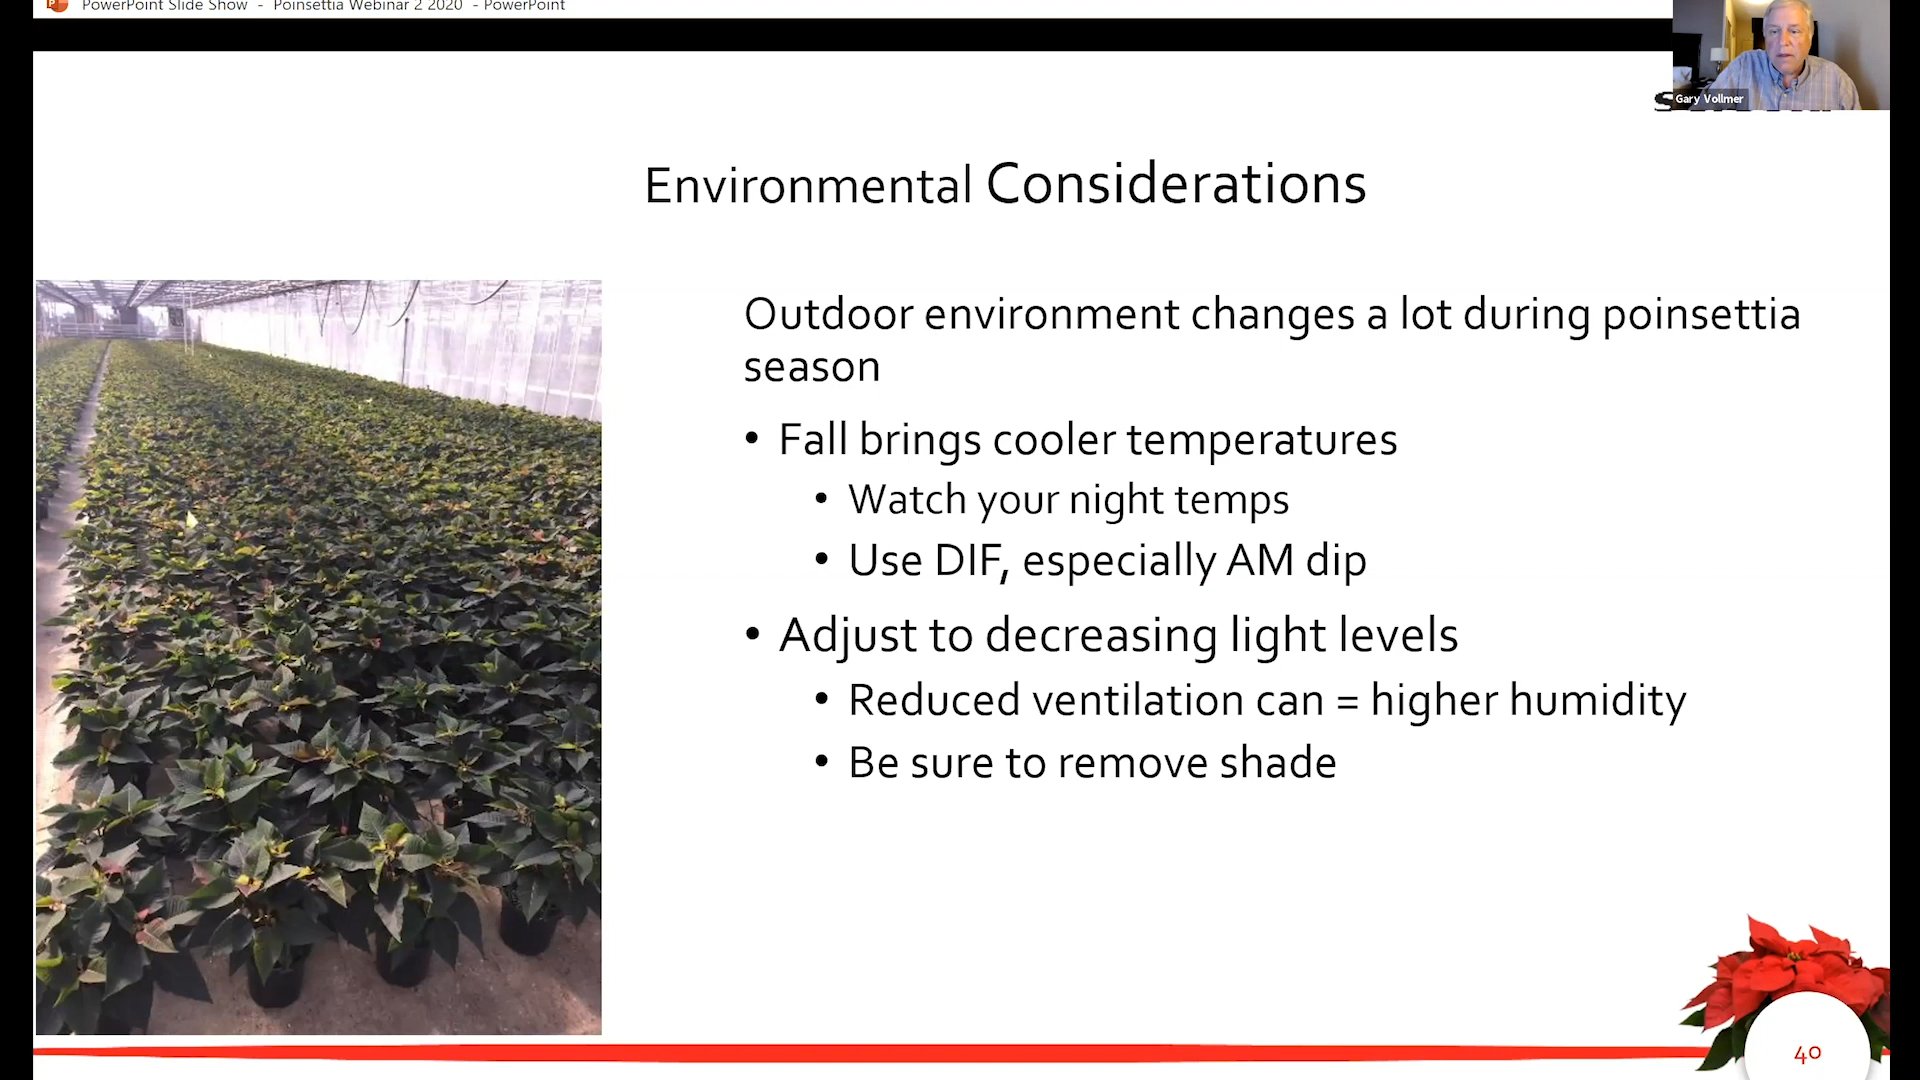 PowerPoint Slide Show - Poinsettia Webinar 2 2020 - PowerPoint
Gary Vollmer
Environmental Considerations
Outdoor environment changes a lot during poinsettia
season
• Fall brings cooler temperatures
• Watch your night temps
• Use DIF, especially AM dip
• Adjust to decreasing light levels
• Reduced ventilation can = higher humidity
• Be sure to remove shade
40